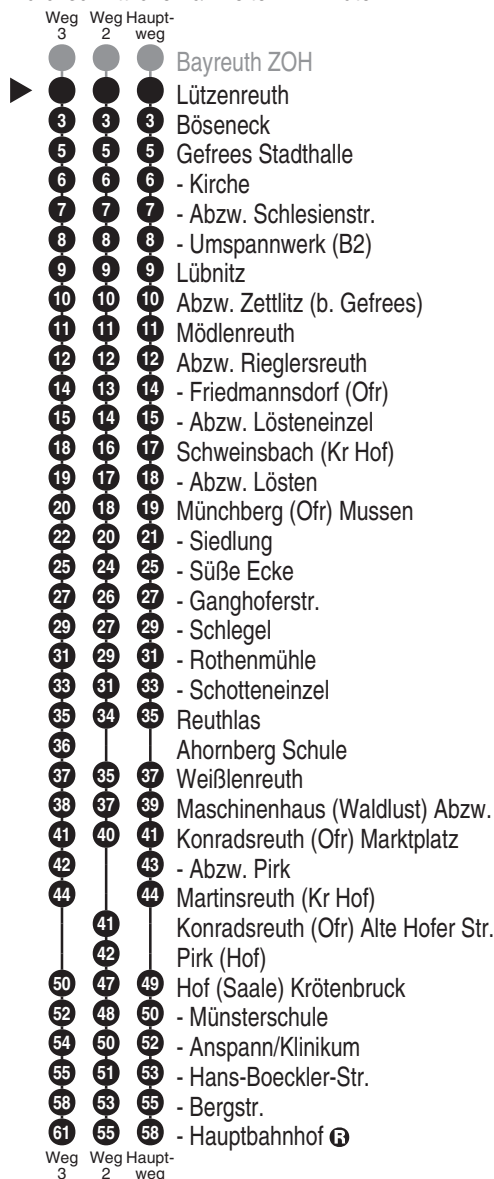 Weg Weg Haupt-
3 2 weg
Bayreuth ZOH
Lützenreuth
3 3 3 Böseneck
5 5 5 Gefrees Stadthalle
6 6 6 - Kirche
7 7 7 - Abzw. Schlesienstr.
8 8 8 - Umspannwerk (B2)
9 9 9 Lübnitz
10 10 10 Abzw. Zettlitz (b. Gefrees)
11 11 11 Mödlenreuth
12 12 12 Abzw. Rieglersreuth
14 13 14 - Friedmannsdorf (Ofr)
15 14 15 - Abzw. Lösteneinzel
18 16 17 Schweinsbach (Kr Hof)
19 17 18 - Abzw. Lösten
20 18 19 Münchberg (Ofr) Mussen
22 20 21 - Siedlung
25 24 25 - Süße Ecke
27 26 27 - Ganghoferstr.
29 27 29 - Schlegel
31 29 31 - Rothenmühle
33 31 33 - Schotteneinzel
35 34 35 Reuthlas
36 Ahornberg Schule
37 35 37 Weißlenreuth
38 37 39 Maschinenhaus (Waldlust) Abzw.
41 40 41 Konradsreuth (Ofr) Marktplatz
42 43 - Abzw. Pirk
44 44 Martinsreuth (Kr Hof)
41 Konradsreuth (Ofr) Alte Hofer Str.
42 Pirk (Hof)
50 47 49 Hof (Saale) Krötenbruck
52 48 50 - Münsterschule
54 50 52 - Anspann/Klinikum
55 51 53 - Hans-Boeckler-Str.
58 53 55 - Bergstr.
61 55 58 - Hauptbahnhof R
Weg Weg Haupt-
3 2 weg